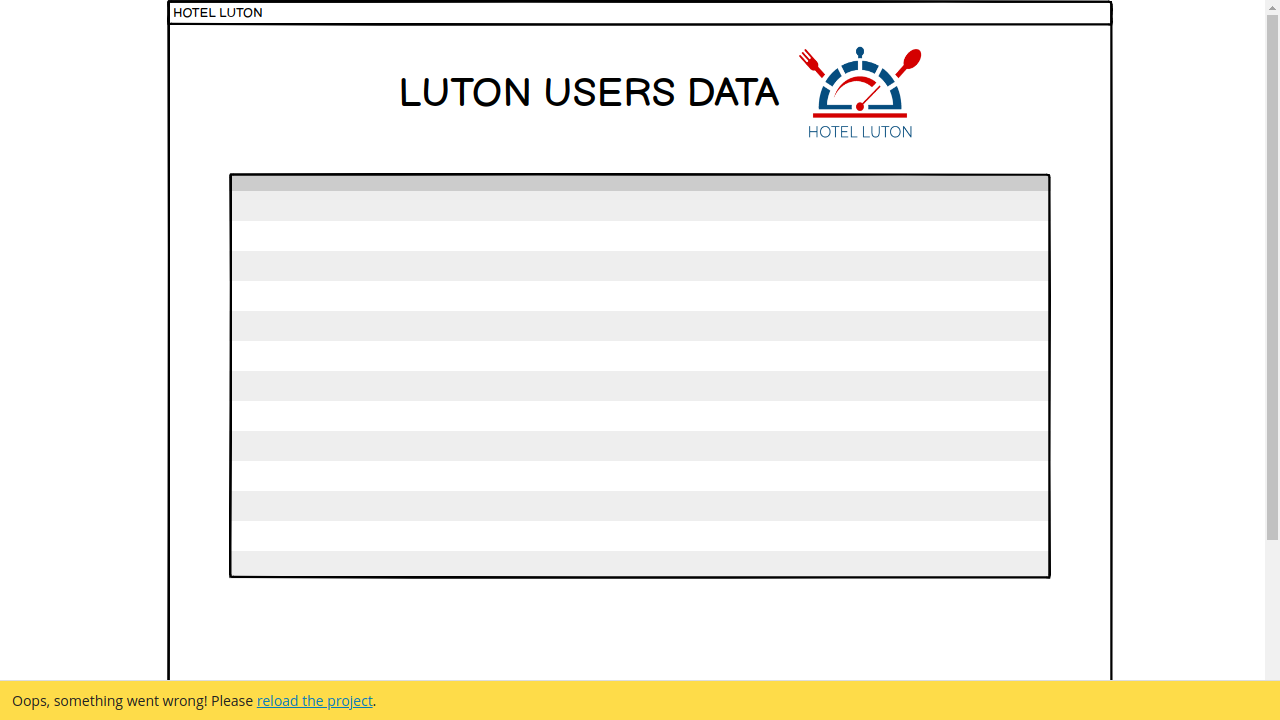 HOTEL LUTON
LUTON USERS DATA
HOTEL LUTON
Oops, something went wrong! Please reload the project.